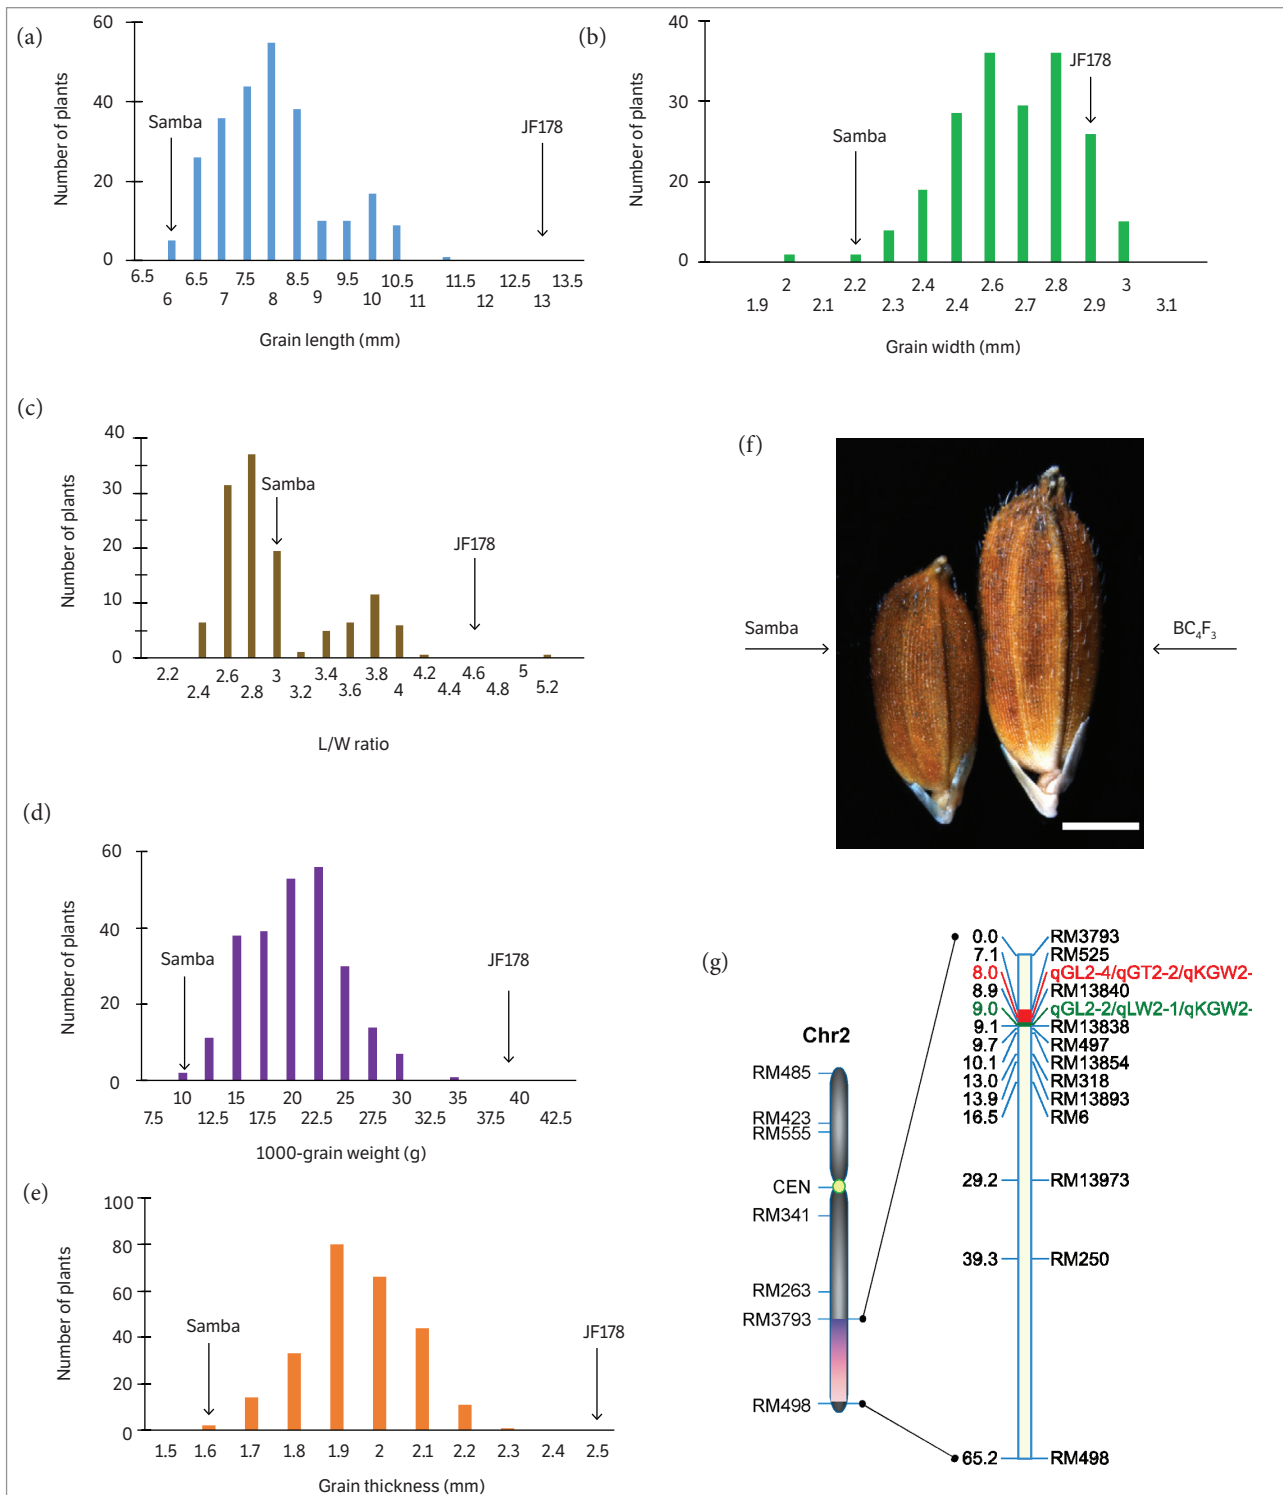 (a)
Number of plants
60
40
20
0
Samba
JF178
6.5 6.5 7.5 8.5 9.5 10.5 11.5 12.5 13.5
6 7 8 9 10 11 12 13
Grain length (mm)
(b)
Number of plants
40
30
20
0
Samba
JF178
2 2.2 2.4 2.6 2.8 3
1.9 2.1 2.3 2.4 2.7 2.9 3.1
Grain width (mm)
(c)
Number of plants
40
30
20
10
0
Samba
JF178
2.2 2.6 3 3.4 3.8 4.2 4.6 5
2.4 2.8 3.2 3.6 4 4.4 4.8 5.2
L/W ratio
(d)
Number of plants
60
40
20
0
Samba
JF178
10 15 20 25 30 35 40
7.5 12.5 17.5 22.5 27.5 32.5 37.5 42.5
1000-grain weight (g)
(e)
Number of plants
100
80
60
40
20
0
Samba
JF178
1.5 1.6 1.7 1.8 1.9 2 2.1 2.2 2.3 2.4 2.5
Grain thickness (mm)
(f)
Samba
BC₄F₃
(g)
Chr2
RM485
RM423
RM555
CEN
RM341
RM263
RM3793
RM498
0.0 RM3793
7.1 RM525
8.0 qGL2-4/qGT2-2/qKGW2-
8.9 RM13840
9.0 qGL2-2/qLW2-1/qKGW2-
9.1 RM13838
9.7 RM497
10.1 RM13854
13.0 RM318
13.9 RM13893
16.5 RM6
29.2 RM13973
39.3 RM250
65.2 RM498